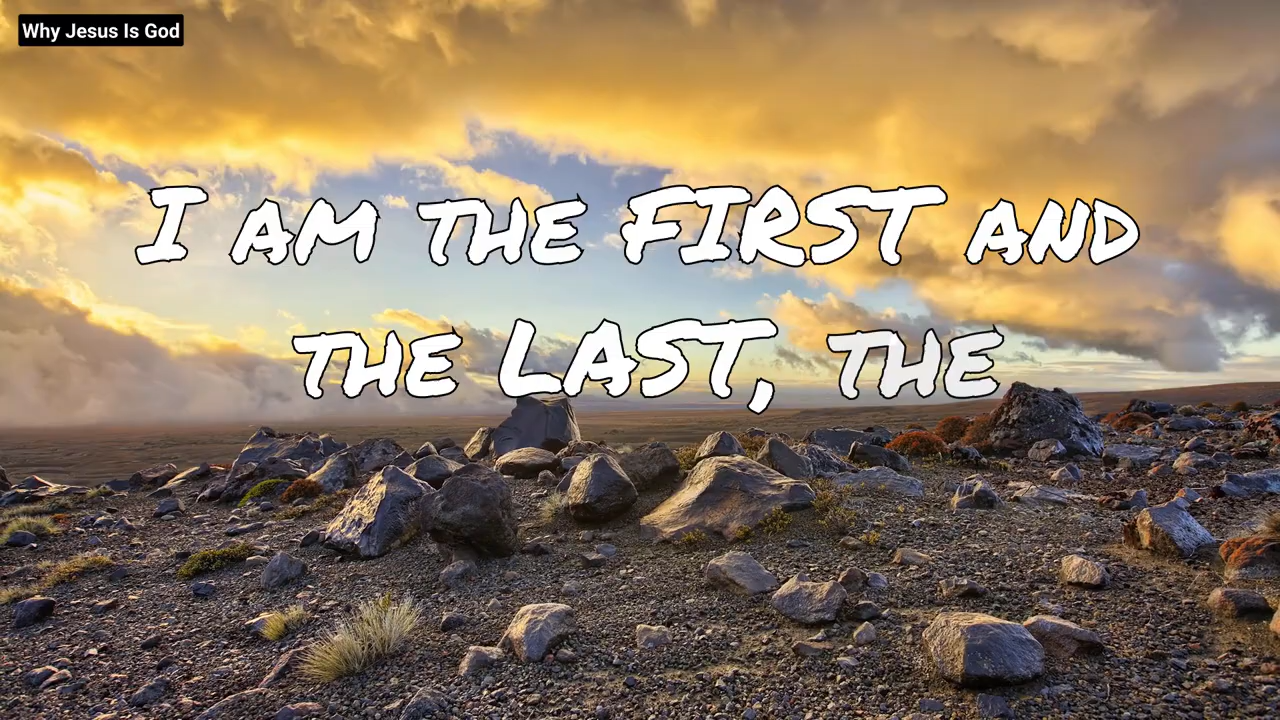 Why Jesus Is God
I AM THE FIRST AND
THE LAST, THE